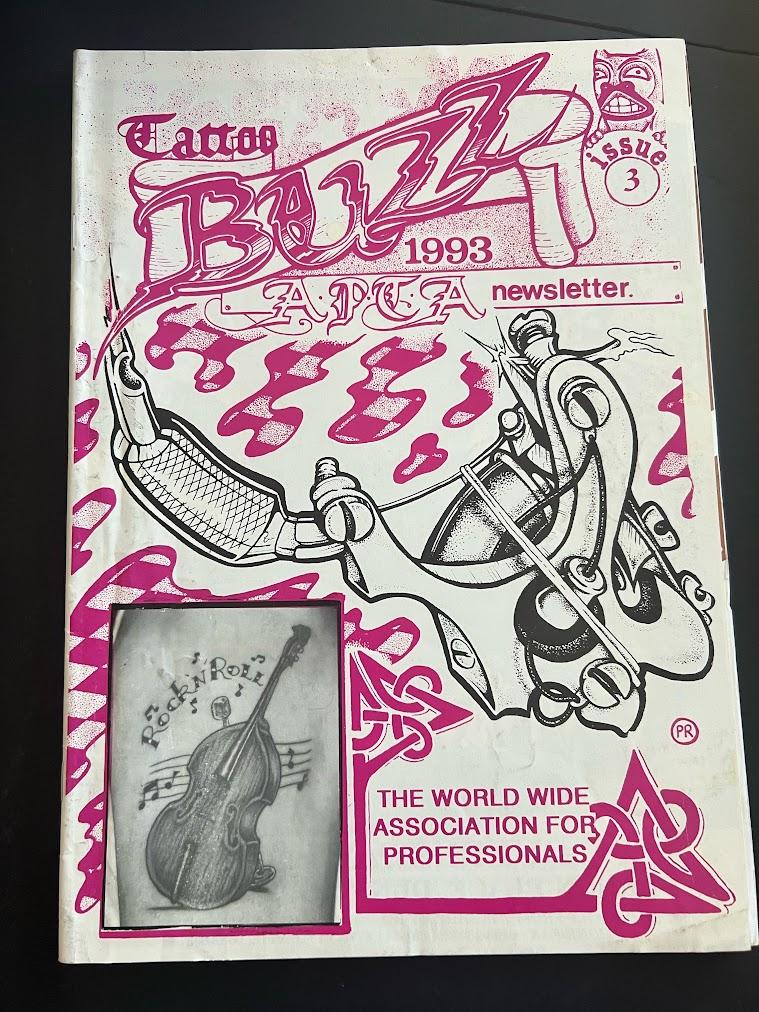 Tattoo
BUZZ
issue
3
1993
A.P.T.A newsletter.
ROCK N ROLL
PR
THE WORLD WIDE
ASSOCIATION FOR
PROFESSIONALS